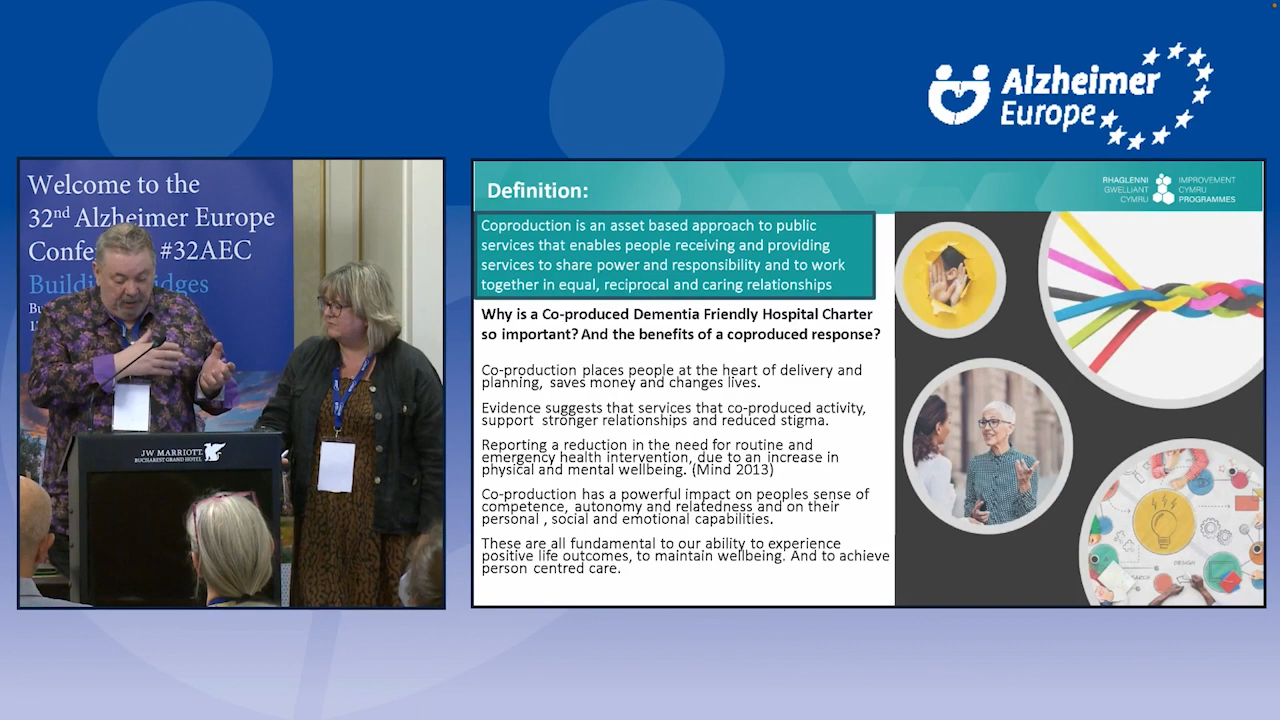 Alzheimer
Europe
Welcome to the
32nd Alzheimer Europe
#32AEC
JW MARRIOTT
BUCHAREST GRAND HOTEL
Definition:
RHAGLENNI
GWELLIANT
CYMRU
IMPROVEMENT
CYMRU
PROGRAMMES
Coproduction is an asset based approach to public
services that enables people receiving and providing
services to share power and responsibility and to work
together in equal, reciprocal and caring relationships
Why is a Co-produced Dementia Friendly Hospital Charter
so important? And the benefits of a coproduced response?
Co-production places people at the heart of delivery and
planning, saves money and changes lives.
Evidence suggests that services that co-produced activity,
support stronger relationships and reduced stigma.
Reporting a reduction in the need for routine and
emergency health intervention, due to an increase in
physical and mental wellbeing. (Mind 2013)
Co-production has a powerful impact on peoples sense of
competence, autonomy and relatedness and on their
personal , social and emotional capabilities.
These are all fundamental to our ability to experience
positive life outcomes, to maintain wellbeing. And to achieve
person centred care.
DESIGN